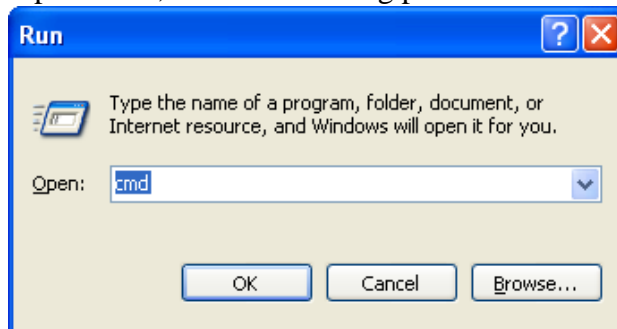 Run
Type the name of a program, folder, document, or
Internet resource, and Windows will open it for you.
Open: cmd
OK Cancel Browse...